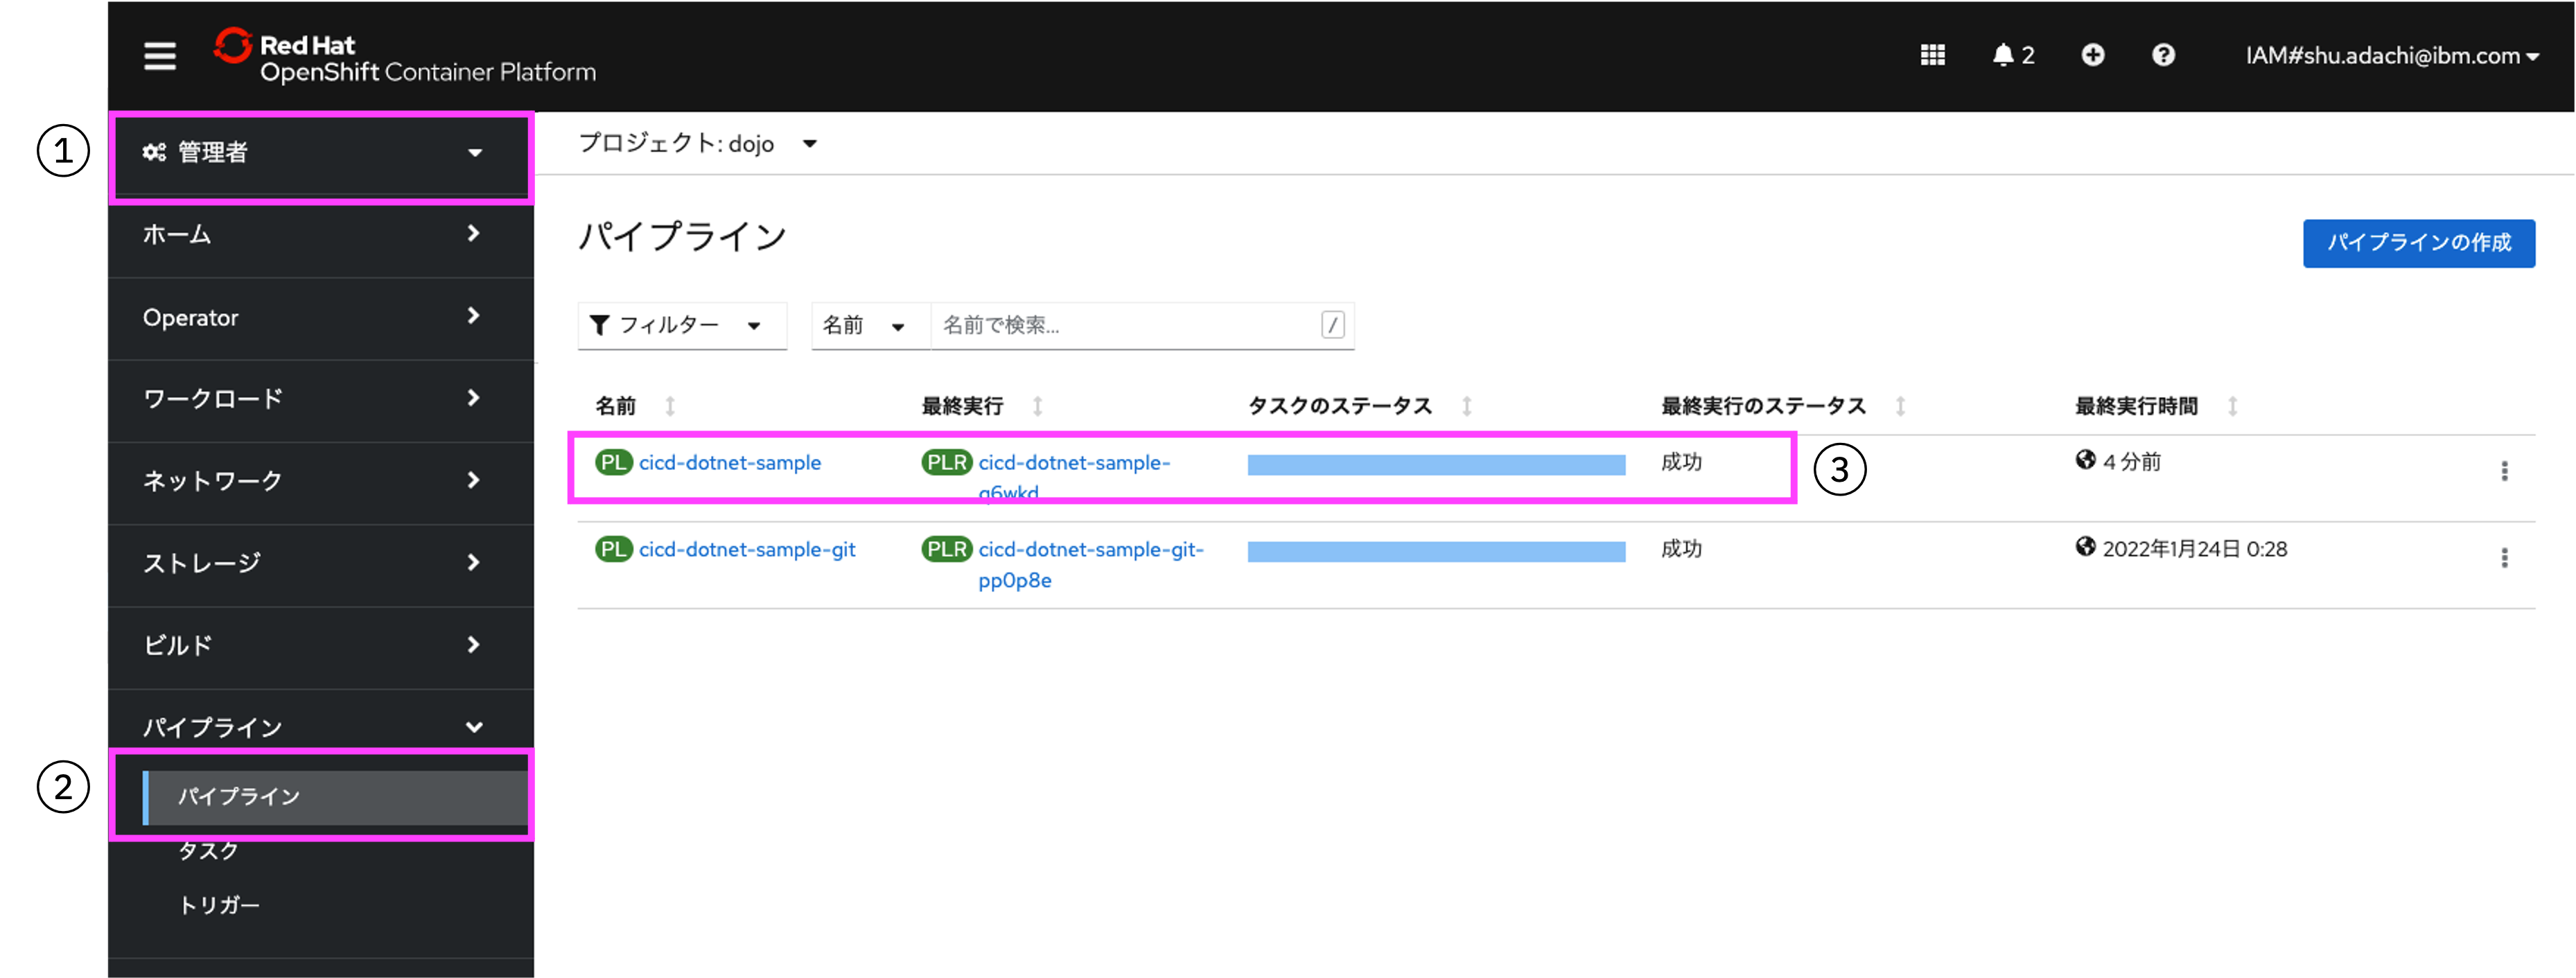 Red Hat
OpenShift Container Platform
2
IAM#shu.adachi@ibm.com
①
管理者
ホーム
Operator
ワークロード
ネットワーク
ストレージ
ビルド
パイプライン
②
パイプライン
タスク
トリガー
プロジェクト: dojo
パイプライン
パイプラインの作成
フィルター
名前
名前で検索...
/
名前 最終実行 タスクのステータス 最終実行のステータス 最終実行時間
PL cicd-dotnet-sample PLR cicd-dotnet-sample- 成功 ③ 4 分前
q6wkd
PL cicd-dotnet-sample-git PLR cicd-dotnet-sample-git- 成功 2022年1月24日 0:28
pp0p8e